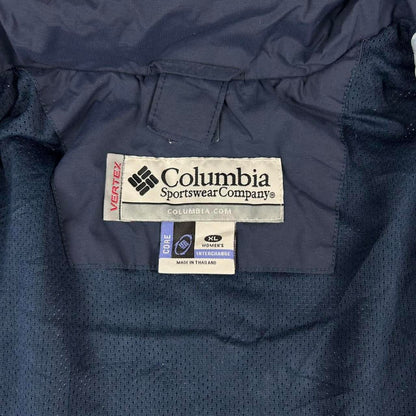 VERTEX
Columbia
Sportswear Company®
COLUMBIA.COM
CORE
XL
WOMEN'S
INTERCHANGE
MADE IN THAILAND